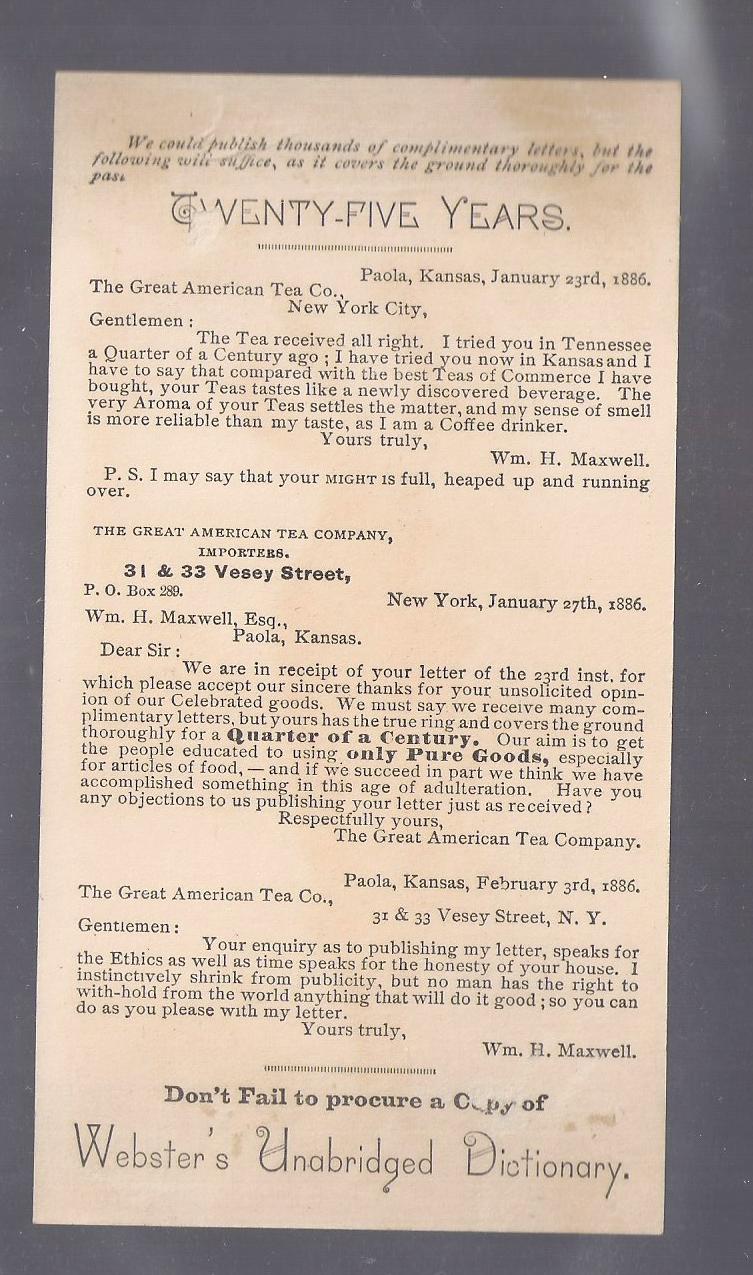 We could publish thousands of complimentary letters, but the
following will suffice, as it covers the ground thoroughly for the
past
TWENTY-FIVE YEARS.
Paola, Kansas, January 23rd, 1886.
The Great American Tea Co.,
New York City,
Gentlemen :
The Tea received all right. I tried you in Tennessee
a Quarter of a Century ago ; I have tried you now in Kansas and I
have to say that compared with the best Teas of Commerce I have
bought, your Teas tastes like a newly discovered beverage. The
very Aroma of your Teas settles the matter, and my sense of smell
is more reliable than my taste, as I am a Coffee drinker.
Yours truly,
Wm. H. Maxwell.
P. S. I may say that your MIGHT IS full, heaped up and running
over.
THE GREAT AMERICAN TEA COMPANY,
IMPORTERS.
31 & 33 Vesey Street,
P. O. Box 289.
New York, January 27th, 1886.
Wm. H. Maxwell, Esq.,
Paola, Kansas.
Dear Sir :
We are in receipt of your letter of the 23rd inst. for
which please accept our sincere thanks for your unsolicited opin-
ion of our Celebrated goods. We must say we receive many com-
plimentary letters, but yours has the true ring and covers the ground
thoroughly for a Quarter of a Century. Our aim is to get
the people educated to using only Pure Goods, especially
for articles of food, — and if we succeed in part we think we have
accomplished something in this age of adulteration. Have you
any objections to us publishing your letter just as received ?
Respectfully yours,
The Great American Tea Company.
Paola, Kansas, February 3rd, 1886.
The Great American Tea Co.,
31 & 33 Vesey Street, N. Y.
Gentlemen :
Your enquiry as to publishing my letter, speaks for
the Ethics as well as time speaks for the honesty of your house. I
instinctively shrink from publicity, but no man has the right to
with-hold from the world anything that will do it good ; so you can
do as you please with my letter.
Yours truly,
Wm. H. Maxwell.
Don't Fail to procure a Copy of
Webster's Unabridged Dictionary.